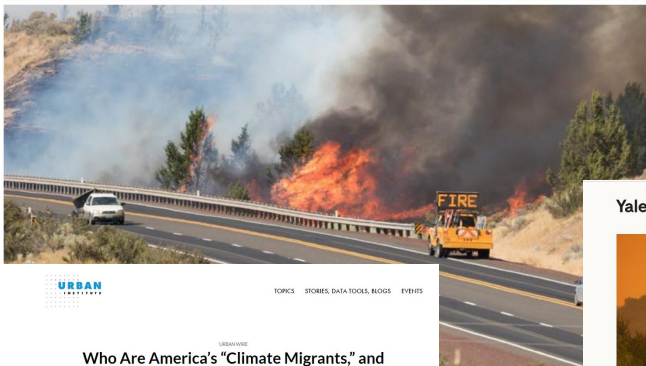 FIRE
Yale
URBAN
INSTITUTE
TOPICS STORIES, DATA TOOLS, BLOGS EVENTS
URBAN WIRE
Who Are America’s “Climate Migrants,” and